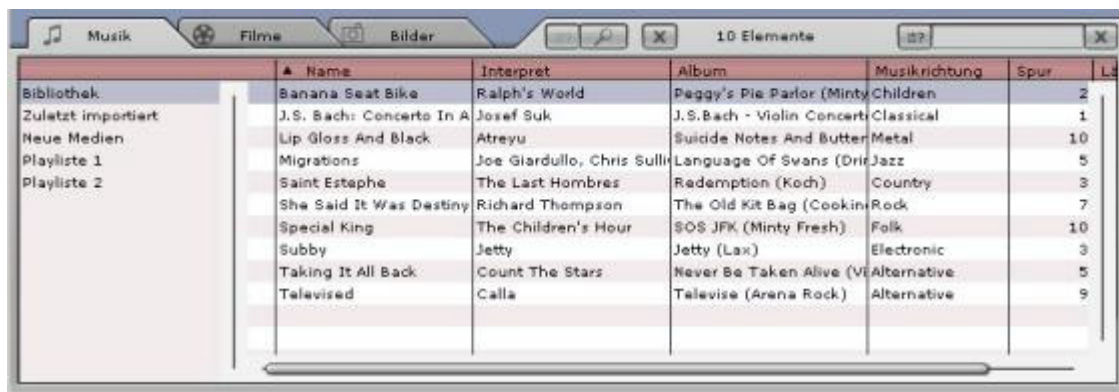 Musik Filme Bilder 10 Elemente
▲ Name Interpret Album Musikrichtung Spur
Bibliothek Banana Seat Bike Ralph's World Peggy's Pie Parlor (Minty Children 2
Zuletzt importiert J.S. Bach: Concerto In A Josef Suk J.S.Bach - Violin Concert Classical 1
Neue Medien Lip Gloss And Black Atreyu Suicide Notes And Butter Metal 10
Playliste 1 Migrations Joe Giardullo, Chris Sulli Language Of Swans (Drir Jazz 5
Playliste 2 Saint Estephe The Last Hombres Redemption (Koch) Country 3
She Said It Was Destiny Richard Thompson The Old Kit Bag (Cookin Rock 7
Special King The Children's Hour SOS JFK (Minty Fresh) Folk 10
Subby Jetty Jetty (Lax) Electronic 3
Taking It All Back Count The Stars Never Be Taken Alive (Vi Alternative 5
Televised Calla Televise (Arena Rock) Alternative 9